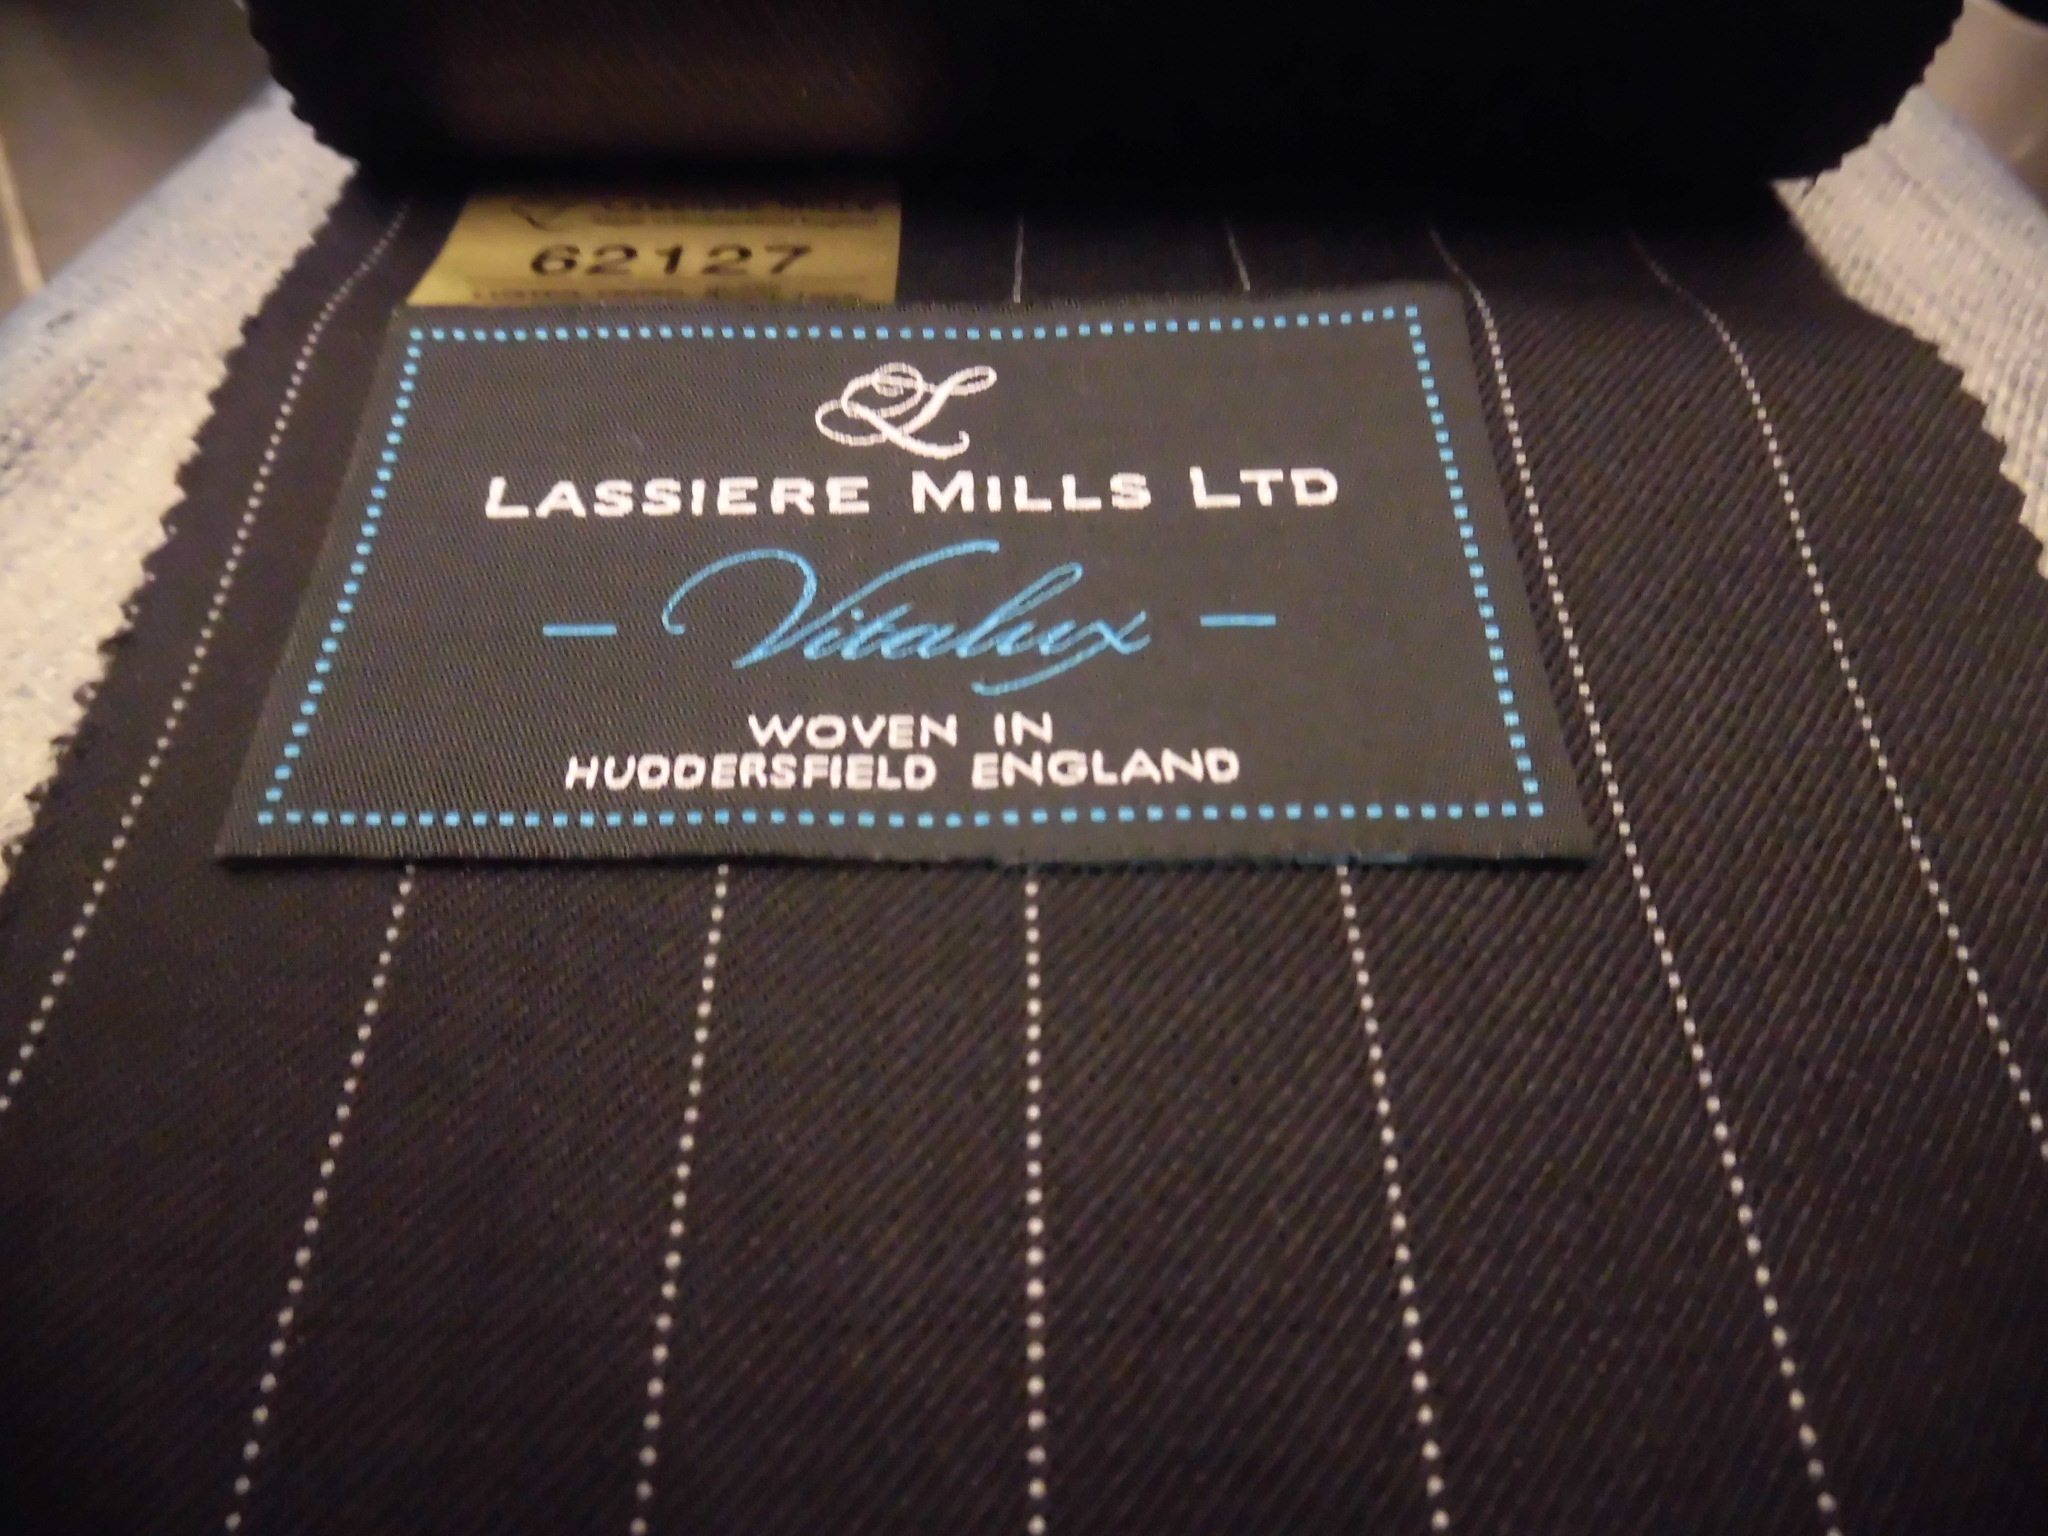 62127
L
LASSIERE MILLS LTD
- Vitalux -
WOVEN IN
HUDDERSFIELD ENGLAND